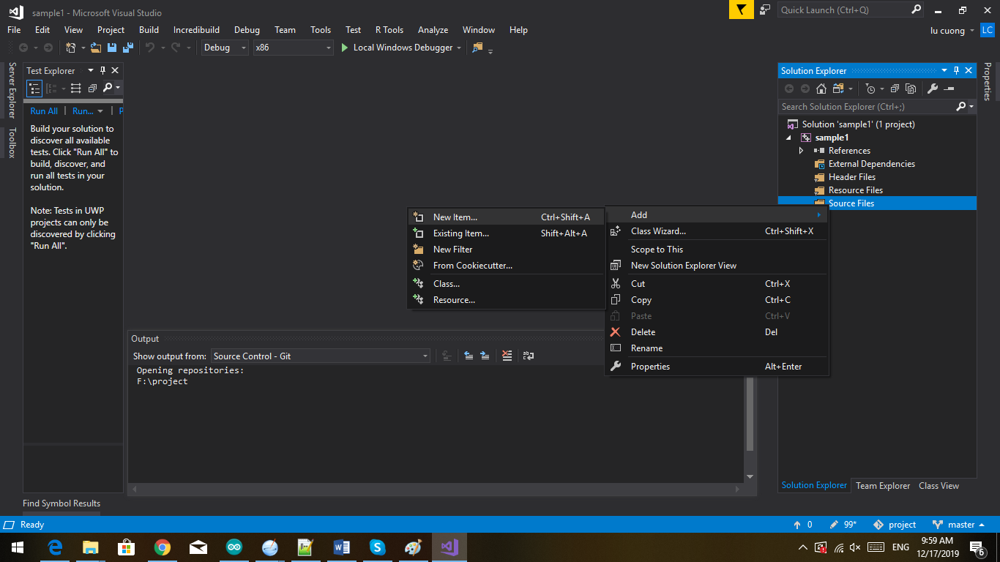 sample1 - Microsoft Visual Studio
Quick Launch (Ctrl+Q)
File Edit View Project Build Incredibuild Debug Team Tools Test R Tools Analyze Window Help
lu cuong LC
Debug x86 Local Windows Debugger
Server Explorer
Toolbox
Test Explorer
Run All | Run... | P
Build your solution to
discover all available
tests. Click "Run All" to
build, discover, and
run all tests in your
solution.
Note: Tests in UWP
projects can only be
discovered by clicking
"Run All".
New Item... Ctrl+Shift+A
Existing Item... Shift+Alt+A
New Filter
From Cookiecutter...
Class...
Resource...
Add
Class Wizard... Ctrl+Shift+X
Scope to This
New Solution Explorer View
Cut Ctrl+X
Copy Ctrl+C
Paste Ctrl+V
Delete Del
Rename
Properties Alt+Enter
Output
Show output from: Source Control - Git
Opening repositories:
F:\project
Solution Explorer
Search Solution Explorer (Ctrl+;)
Solution 'sample1' (1 project)
sample1
References
External Dependencies
Header Files
Resource Files
Source Files
Solution Explorer Team Explorer Class View
Properties
Find Symbol Results
Ready
0 99* project master
ENG
9:59 AM
12/17/2019
6